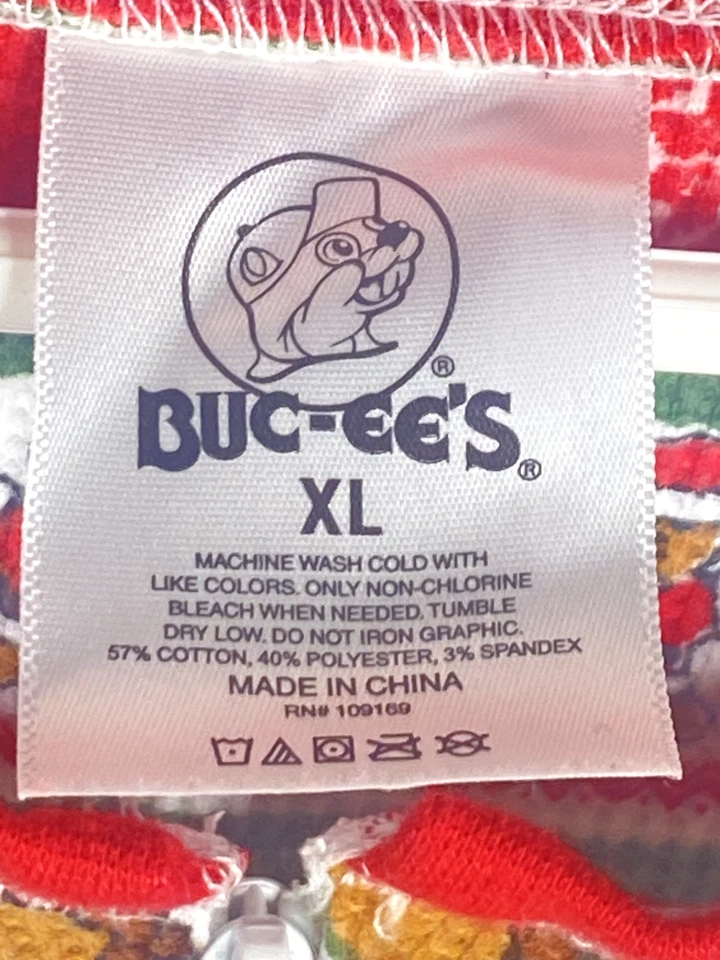 ®
BUC-EE'S®
XL
MACHINE WASH COLD WITH
LIKE COLORS. ONLY NON-CHLORINE
BLEACH WHEN NEEDED. TUMBLE
DRY LOW. DO NOT IRON GRAPHIC.
57% COTTON, 40% POLYESTER, 3% SPANDEX
MADE IN CHINA
RN# 109169